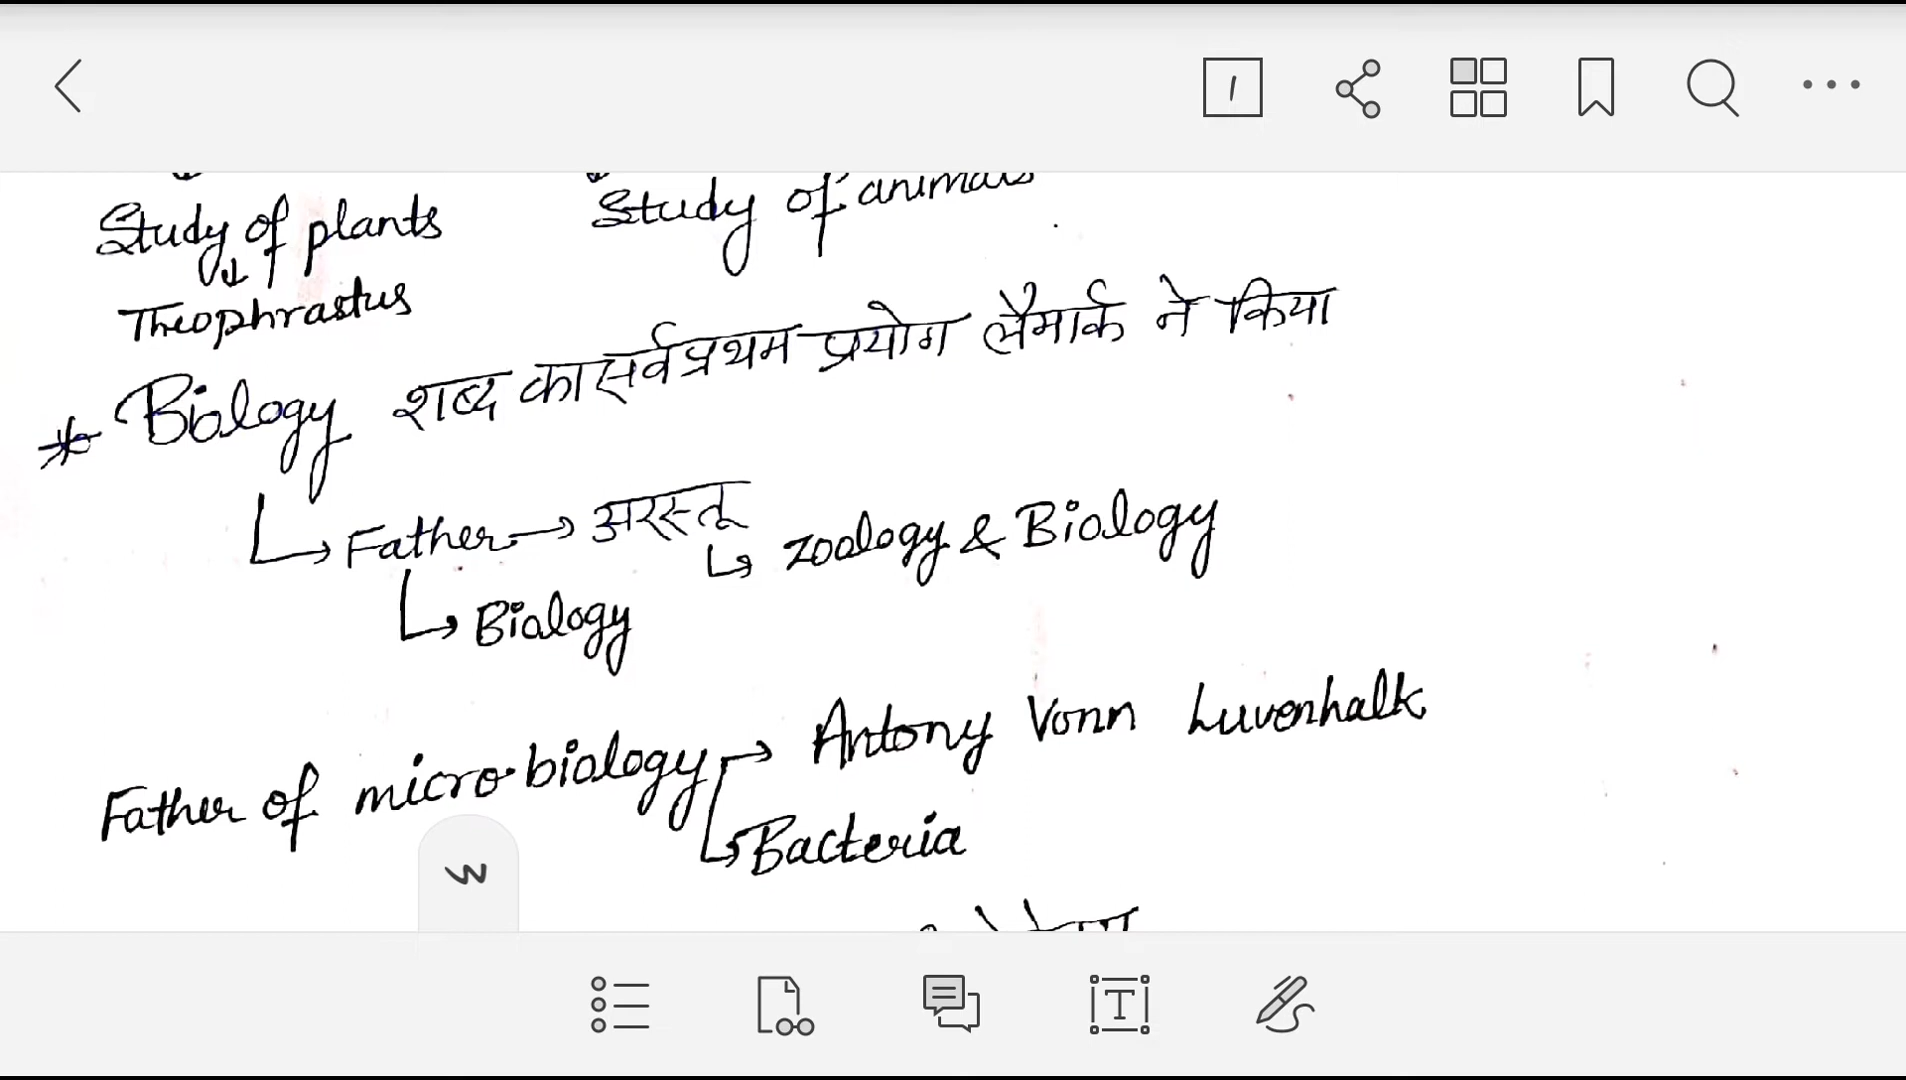 Study of plants
Study of animals
Theophrastus
* Biology शब्द का सर्वप्रथम प्रयोग लैमार्क ने किया
Father → अरस्तू
zoology & Biology
Biology
Father of micro-biology → Antony Vonn Luvenhalk
Bacteria